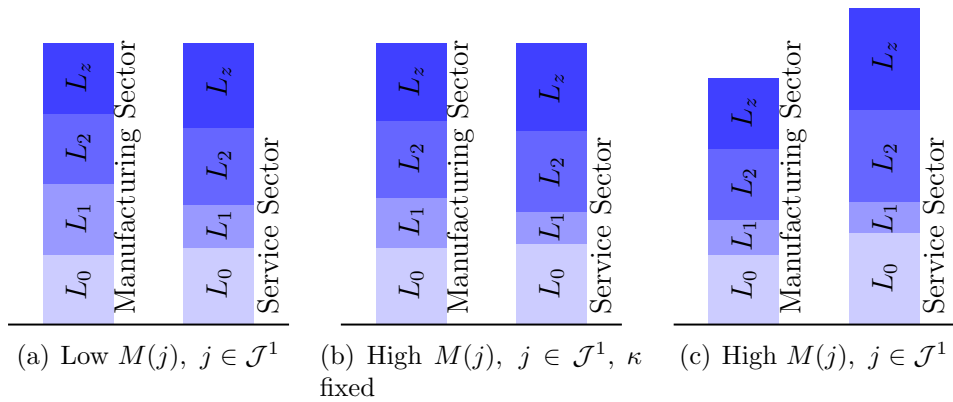 L_z
L_2
L_1
L_0
Manufacturing Sector
L_z
L_2
L_1
L_0
Service Sector
(a) Low M(j), j ∈ 𝒥^1
L_z
L_2
L_1
L_0
Manufacturing Sector
L_z
L_2
L_1
L_0
Service Sector
(b) High M(j), j ∈ 𝒥^1, κ
fixed
L_z
L_2
L_1
L_0
Manufacturing Sector
L_z
L_2
L_1
L_0
Service Sector
(c) High M(j), j ∈ 𝒥^1